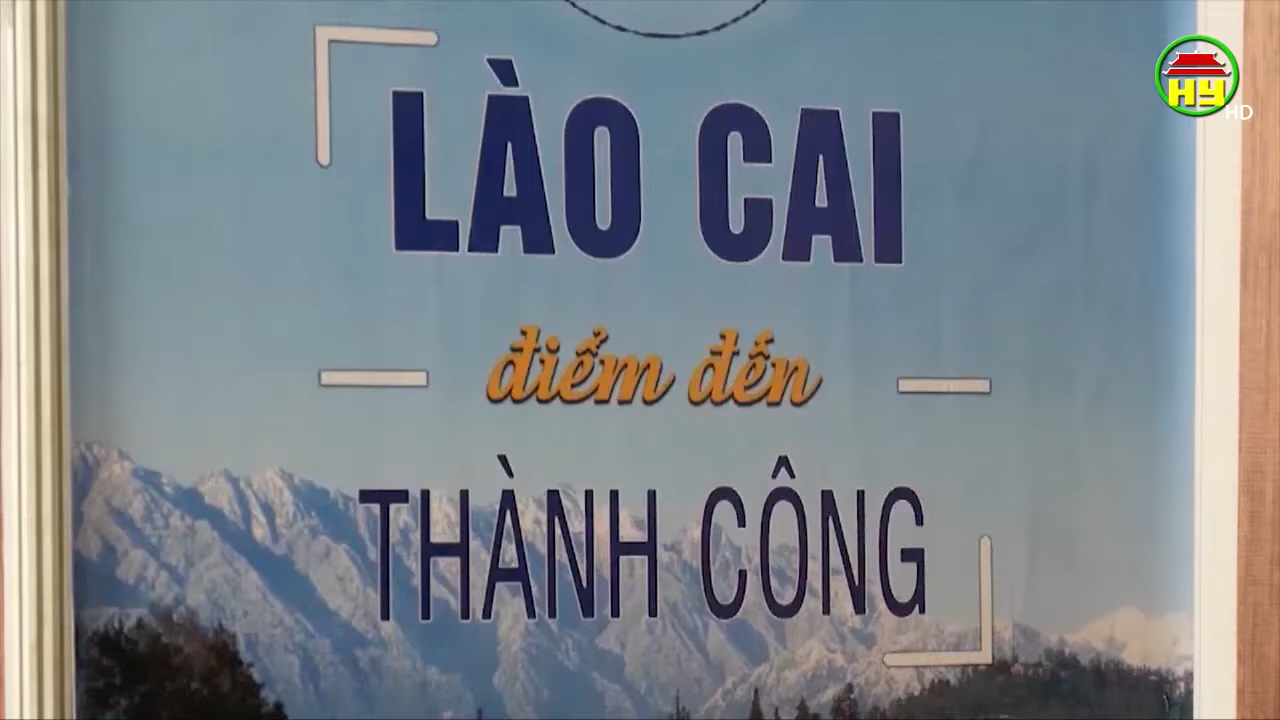 LÀO CAI
điểm đến
THÀNH CÔNG
HY
HD